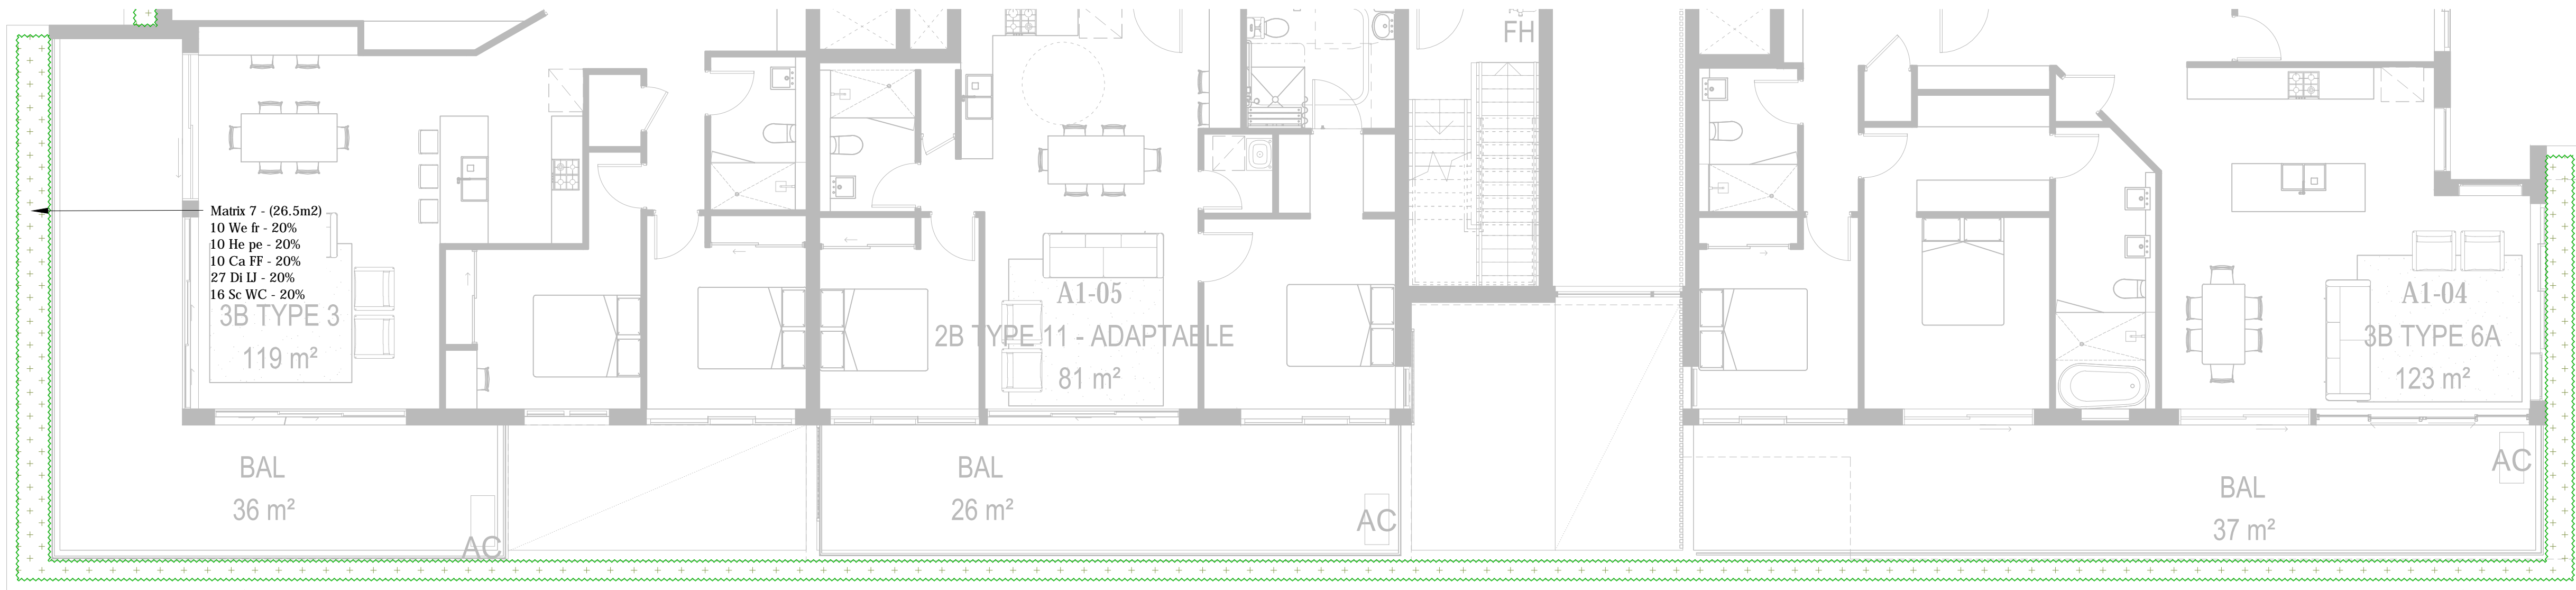 FH
Matrix 7 - (26.5m2)
10 We fr - 20%
10 He pe - 20%
10 Ca FF - 20%
27 Di LJ - 20%
16 Sc WC - 20%
3B TYPE 3
119 m²
A1-05
2B TYPE 11 - ADAPTABLE
81 m²
A1-04
3B TYPE 6A
123 m²
BAL
36 m²
AC
BAL
26 m²
AC
BAL
37 m²
AC